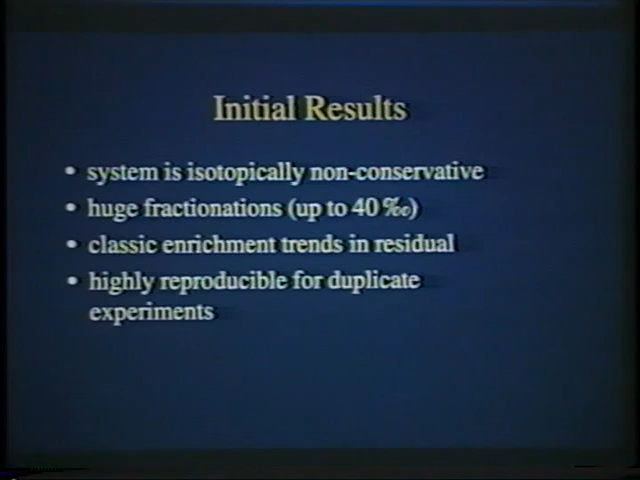 Initial Results
• system is isotopically non-conservative
• huge fractionations (up to 40 ‰)
• classic enrichment trends in residual
• highly reproducible for duplicate
experiments